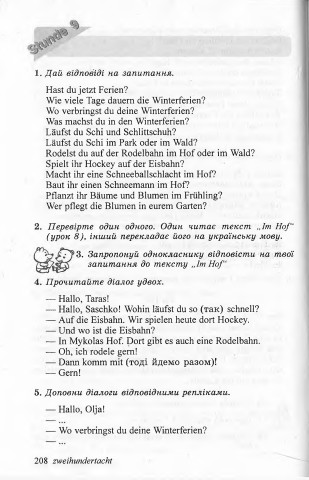 Stunde 9
1. Дай відповіді на запитання.
Hast du jetzt Ferien?
Wie viele Tage dauern die Winterferien?
Wo verbringst du deine Winterferien?
Was machst du in den Winterferien?
Läufst du Schi und Schlittschuh?
Läufst du Schi im Park oder im Wald?
Rodelst du auf der Rodelbahn im Hof oder im Wald?
Spielt ihr Hockey auf der Eisbahn?
Macht ihr eine Schneeballschlacht im Hof?
Baut ihr einen Schneemann im Hof?
Pflanzt ihr Bäume und Blumen im Frühling?
Wer pflegt die Blumen in eurem Garten?
2. Перевірте один одного. Один читає текст „Im Hof“
(урок 8), інший перекладає його на українську мову.
3. Запропонуй однокласнику відповісти на твої
запитання до тексту „Im Hof“
4. Прочитайте діалог удвох.
— Hallo, Taras!
— Hallo, Saschko! Wohin läufst du so (так) schnell?
— Auf die Eisbahn. Wir spielen heute dort Hockey.
— Und wo ist die Eisbahn?
— In Mykolas Hof. Dort gibt es auch eine Rodelbahn.
— Oh, ich rodele gern!
— Dann komm mit (тоді йдемо разом)!
— Gern!
5. Доповни діалоги відповідними репліками.
— Hallo, Olja!
— ...
— Wo verbringst du deine Winterferien?
— ...
208 zweihundertacht